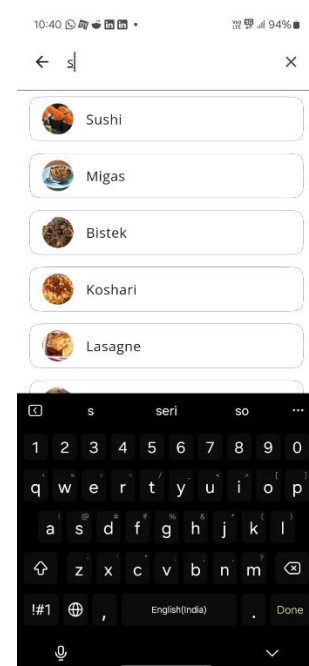 10:40 94%
s
Sushi
Migas
Bistek
Koshari
Lasagne
s seri so
1 2 3 4 5 6 7 8 9 0
q w e r t y u i o p
a s d f g h j k l
z x c v b n m
!#1 , English(India) . Done